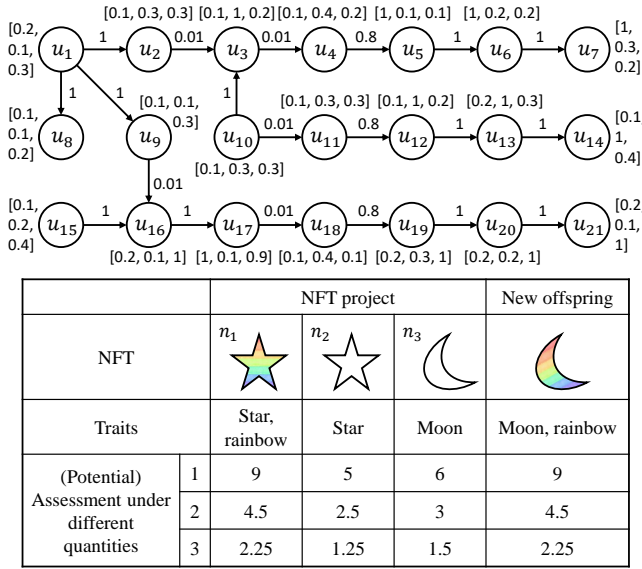 [0.1, 0.3, 0.3] [0.1, 1, 0.2] [0.1, 0.4, 0.2] [1, 0.1, 0.1] [1, 0.2, 0.2]
[0.2,
0.1,
0.3]
u₁ 1 u₂ 0.01 u₃ 0.01 u₄ 0.8 u₅ 1 u₆ 1 u₇
[1,
0.3,
0.2]
1 1 1
[0.1, 0.1,
0.3]
[0.1, 0.3, 0.3] [0.1, 1, 0.2] [0.2, 1, 0.3]
[0.1,
0.1,
0.2]
u₈ u₉ u₁₀ 0.01 u₁₁ 0.8 u₁₂ 1 u₁₃ 1 u₁₄
[0.1,
1,
0.4]
[0.1, 0.3, 0.3]
0.01
[0.1,
0.2,
0.4]
u₁₅ 1 u₁₆ 1 u₁₇ 0.01 u₁₈ 0.8 u₁₉ 1 u₂₀ 1 u₂₁
[0.2,
0.1,
1]
[0.2, 0.1, 1] [1, 0.1, 0.9] [0.1, 0.4, 0.1] [0.2, 0.3, 1] [0.2, 0.2, 1]
NFT project New offspring
NFT n₁ n₂ n₃
Traits Star, rainbow Star Moon Moon, rainbow
(Potential)
Assessment under
different
quantities
1 9 5 6 9
2 4.5 2.5 3 4.5
3 2.25 1.25 1.5 2.25